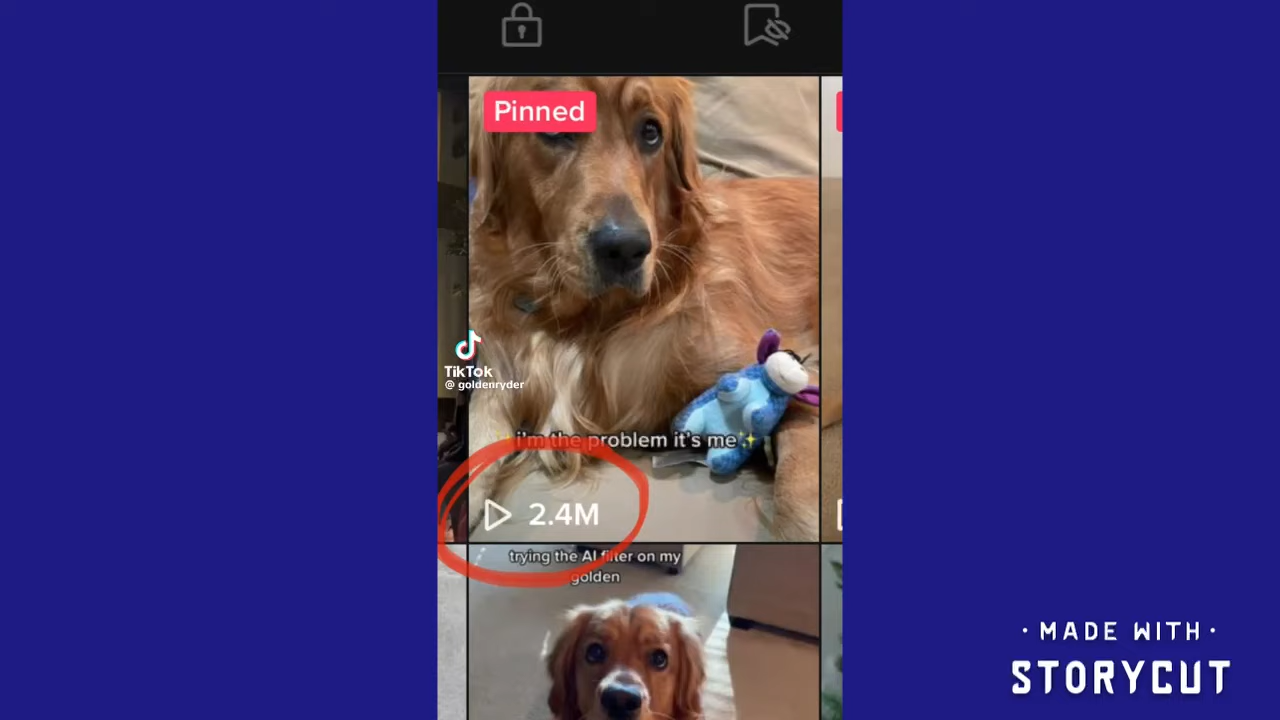 Pinned
TikTok
@ goldenryder
✨i'm the problem it's me✨
2.4M
trying the AI filter on my
golden
· MADE WITH ·
STORYCUT